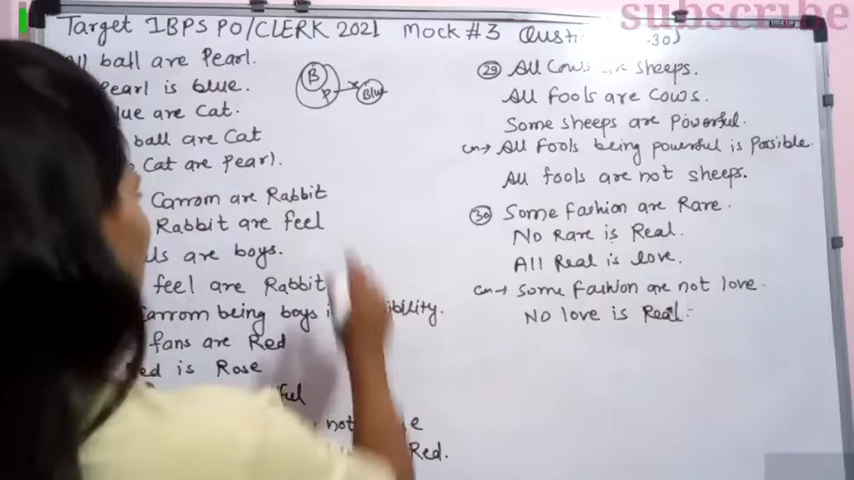 subscribe
Target IBPS PO/CLERK 2021 Mock #3
ball are Pearl.
Pearl is blue.
are Cat.
ball are Cat
Cat are Pearl.
Carrom are Rabbit
Rabbit are feel
are boys.
feel are Rabbit
Carrom being boys
fans are Red
is Rose
not
Red.
B
P
Blue
29 All Cows are Sheeps.
All fools are Cows.
Some sheeps are powerful.
Cn→ All Fools being powerful is Possible.
All fools are not sheeps.
30 Some Fashion are Rare.
No Rare is Real.
All Real is love.
Cn→ Some Fashion are not love.
No love is Real.